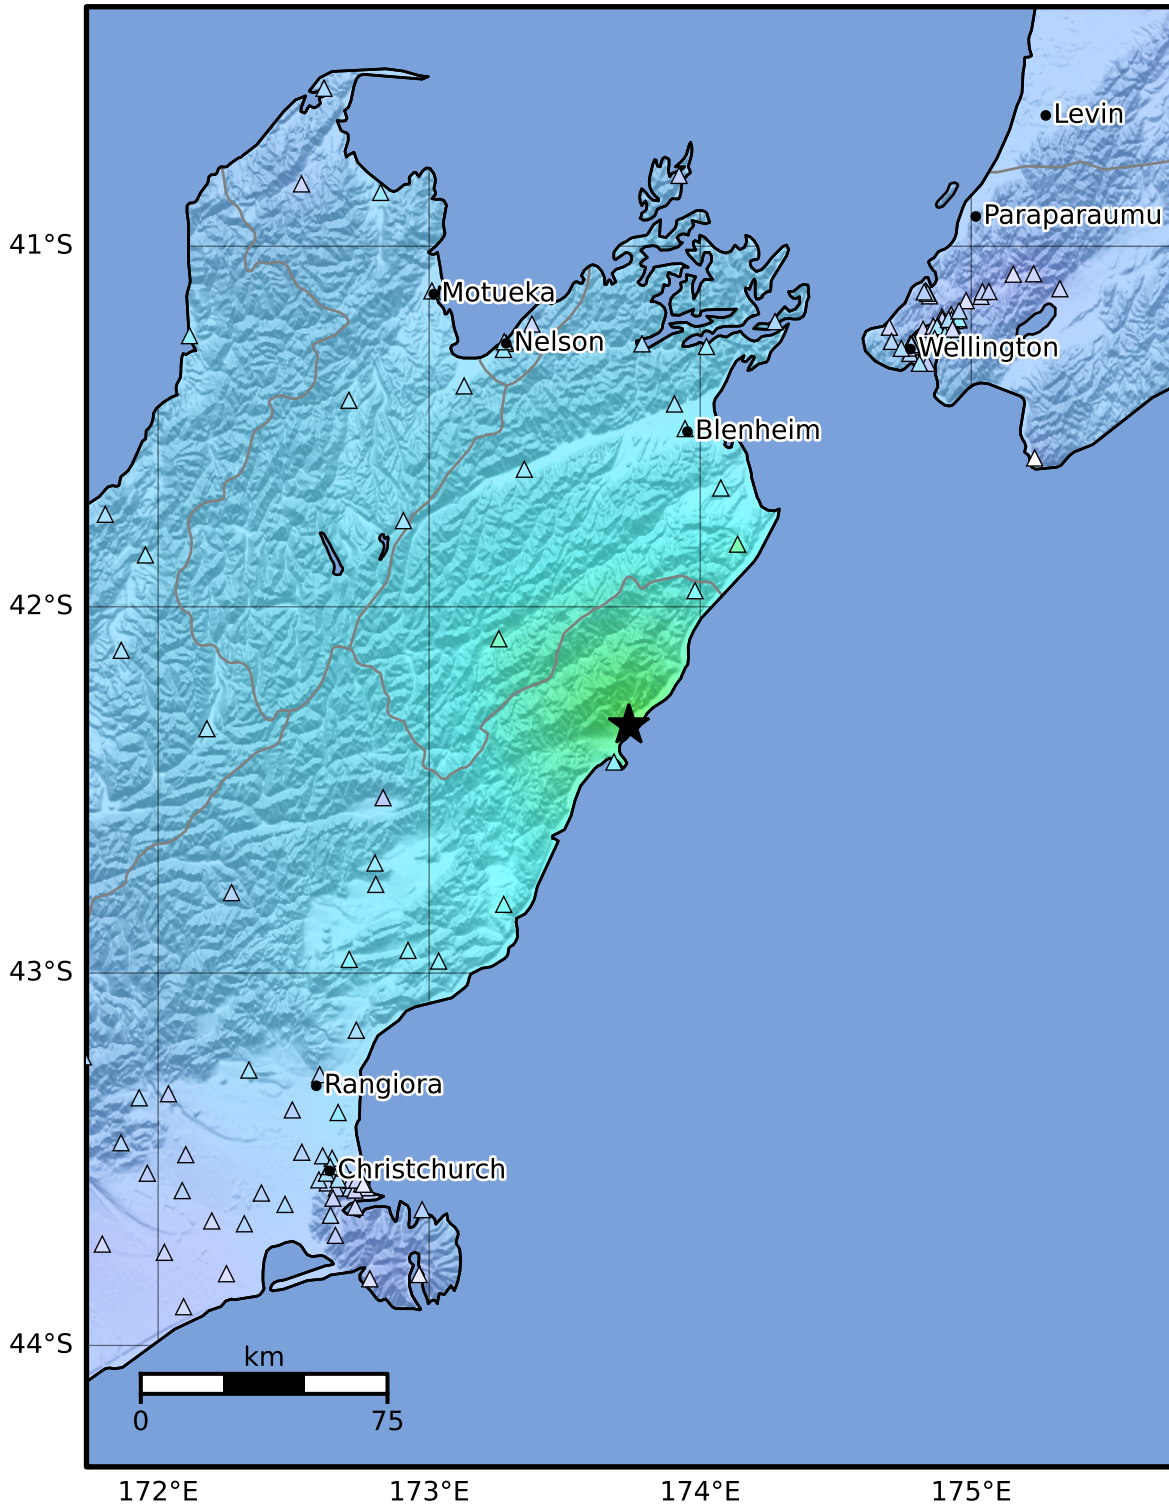 Levin
Paraparaumu
41°S
Motueka
Nelson
Wellington
Blenheim
42°S
43°S
Rangiora
Christchurch
44°S
km
0
75
172°E
173°E
174°E
175°E